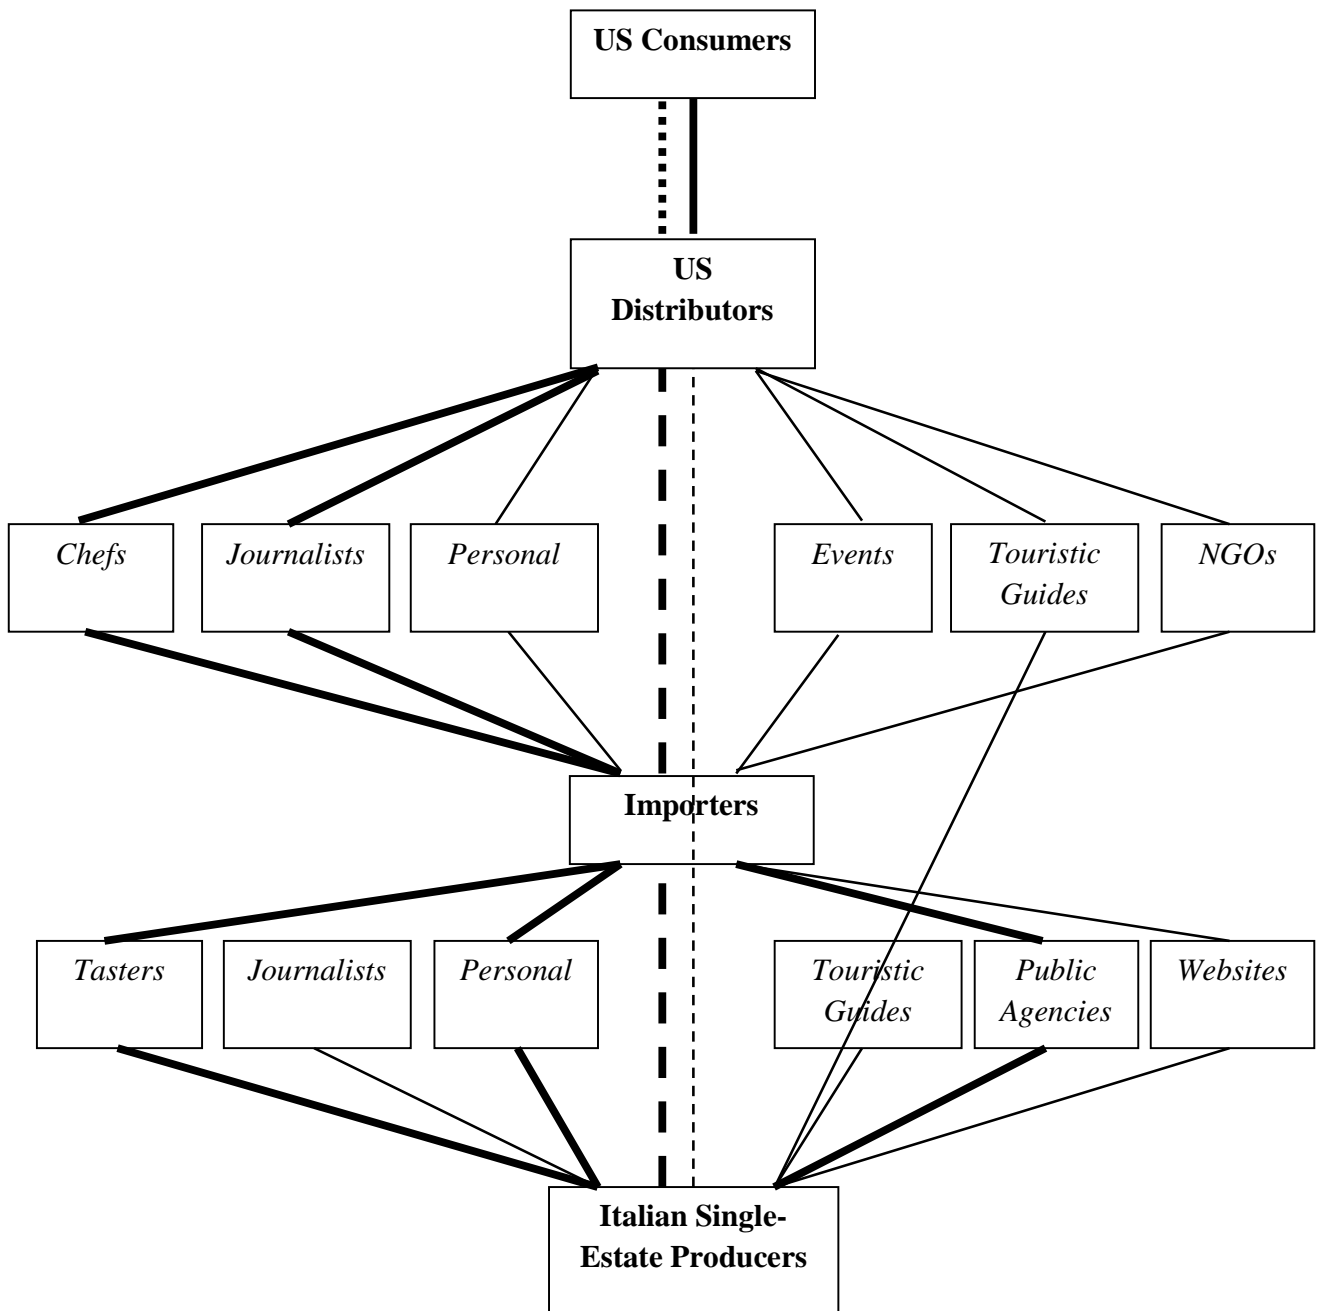 US Consumers
US
Distributors
Chefs
Journalists
Personal
Events
Touristic
Guides
NGOs
Importers
Tasters
Journalists
Personal
Touristic
Guides
Public
Agencies
Websites
Italian Single-
Estate Producers